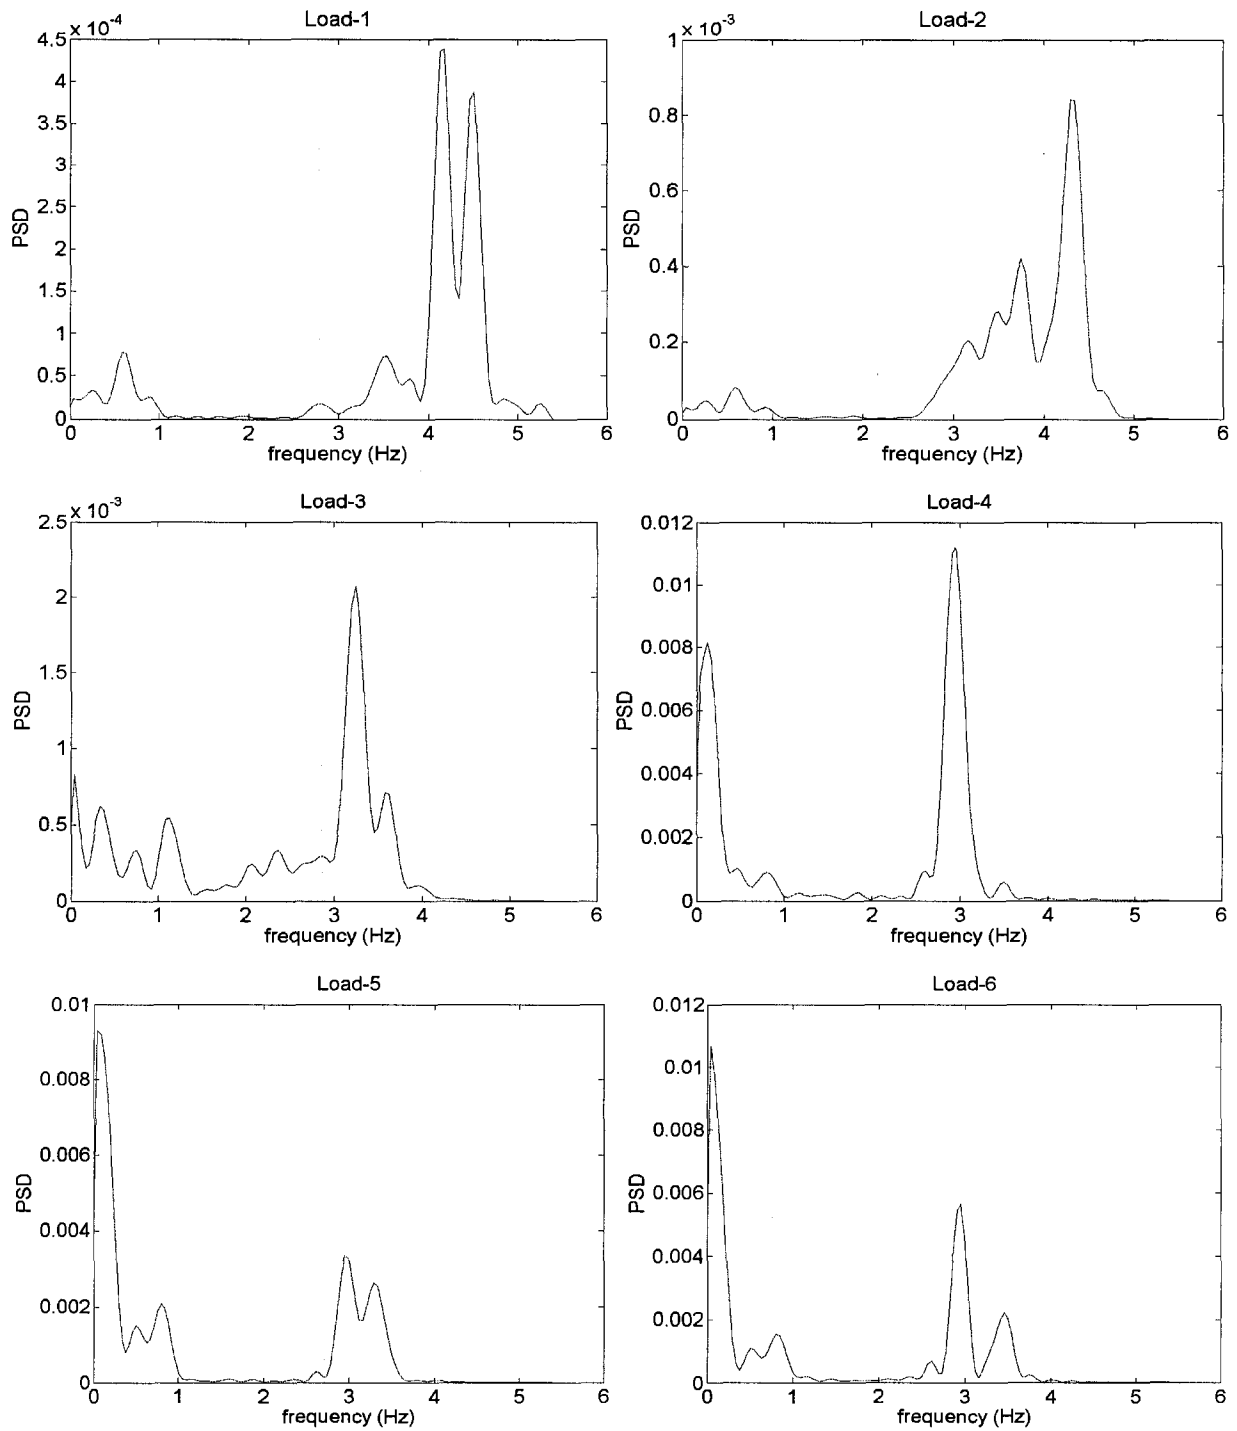 Load-1
x 10-4
4.5
4
3.5
3
2.5
2
1.5
1
0.5
0
PSD
0 1 2 3 4 5 6
frequency (Hz)
Load-2
x 10-3
1
0.8
0.6
0.4
0.2
0
PSD
0 1 2 3 4 5 6
frequency (Hz)
Load-3
x 10-3
2.5
2
1.5
1
0.5
0
PSD
0 1 2 3 4 5 6
frequency (Hz)
Load-4
0.012
0.01
0.008
0.006
0.004
0.002
0
PSD
0 1 2 3 4 5 6
frequency (Hz)
Load-5
0.01
0.008
0.006
0.004
0.002
0
PSD
0 1 2 3 4 5 6
frequency (Hz)
Load-6
0.012
0.01
0.008
0.006
0.004
0.002
0
PSD
0 1 2 3 4 5 6
frequency (Hz)